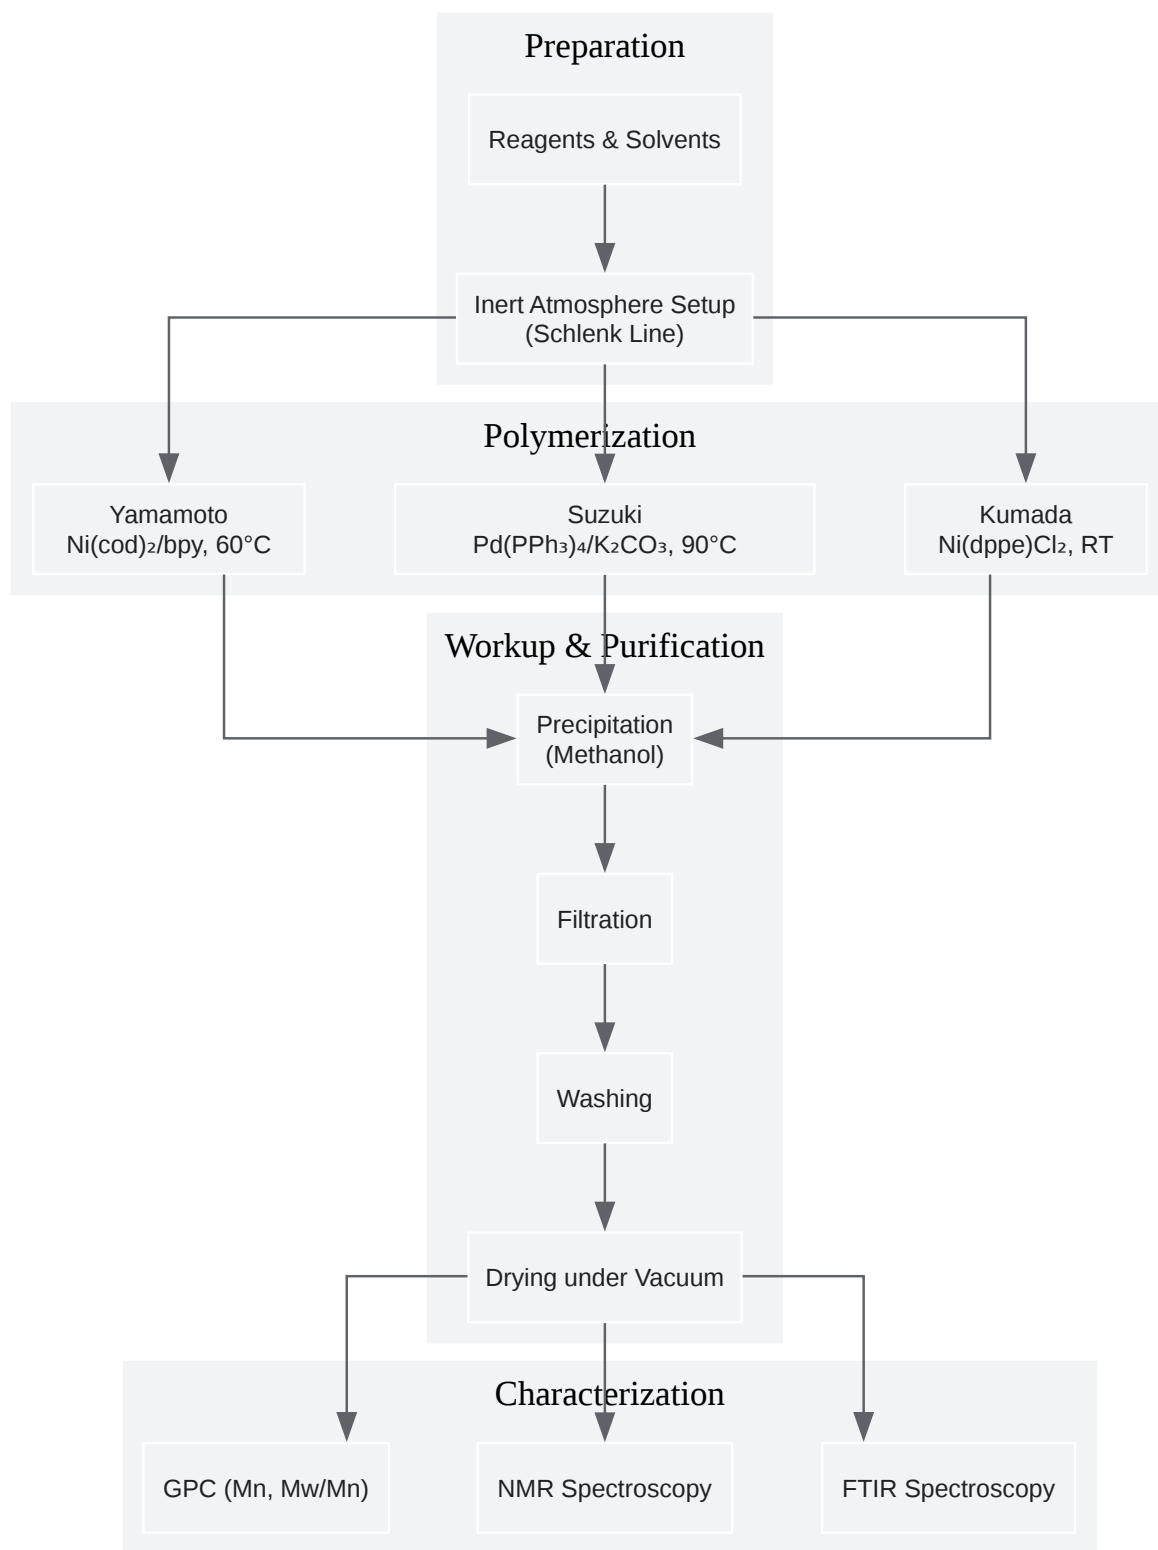 Preparation
Reagents & Solvents
Inert Atmosphere Setup
(Schlenk Line)
Polymerization
Yamamoto
Ni(cod)₂/bpy, 60°C
Suzuki
Pd(PPh₃)₄/K₂CO₃, 90°C
Kumada
Ni(dppe)Cl₂, RT
Workup & Purification
Precipitation
(Methanol)
Filtration
Washing
Drying under Vacuum
Characterization
GPC (Mn, Mw/Mn)
NMR Spectroscopy
FTIR Spectroscopy